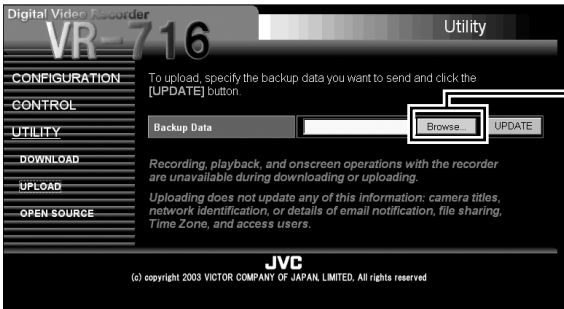 Digital Video Recorder
VR-716
Utility
CONFIGURATION
CONTROL
UTILITY
DOWNLOAD
UPLOAD
OPEN SOURCE
To upload, specify the backup data you want to send and click the
[UPDATE] button.
Backup Data
Browse...
UPDATE
Recording, playback, and onscreen operations with the recorder
are unavailable during downloading or uploading.
Uploading does not update any of this information: camera titles,
network identification, or details of email notification, file sharing,
Time Zone, and access users.
JVC
(c) copyright 2003 VICTOR COMPANY OF JAPAN, LIMITED, All rights reserved